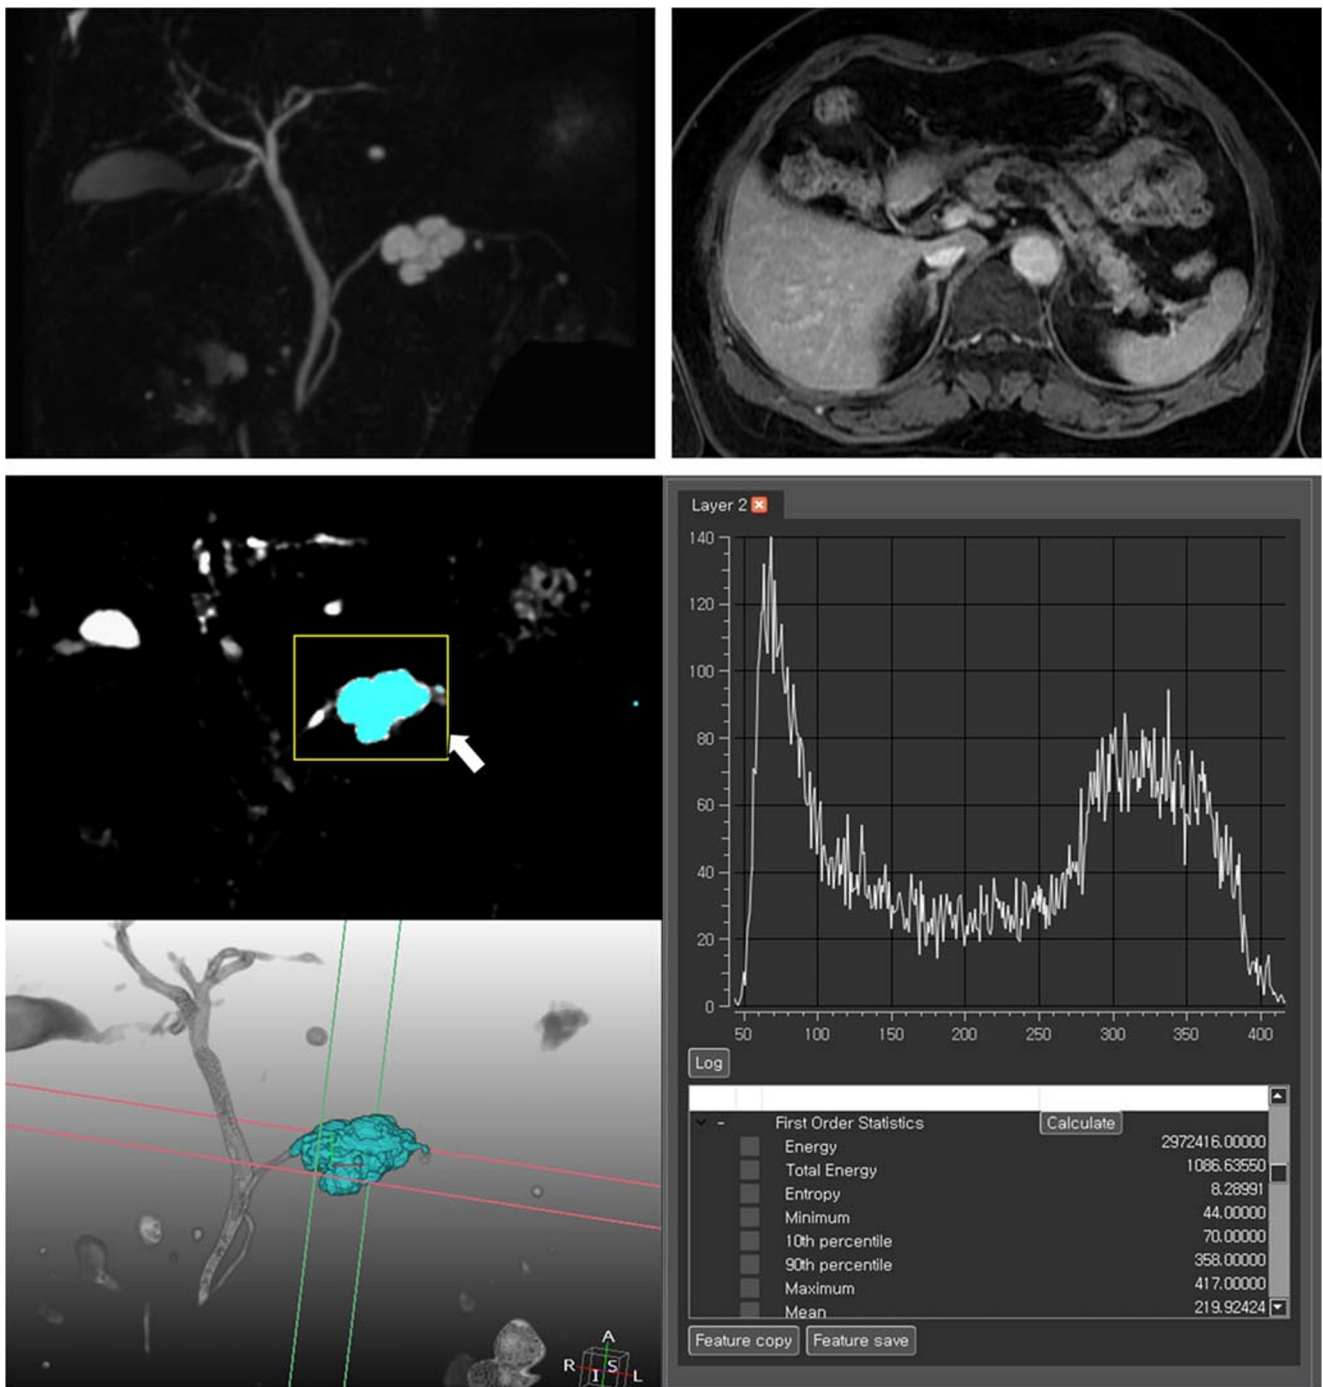 Layer 2
140
120
100
80
60
40
20
0
50 100 150 200 250 300 350 400
Log
First Order Statistics Calculate
Energy 2972416.00000
Total Energy 1086.63550
Entropy 8.28991
Minimum 44.00000
10th percentile 70.00000
90th percentile 358.00000
Maximum 417.00000
Mean 219.92424
Feature copy Feature save
A
R I S L